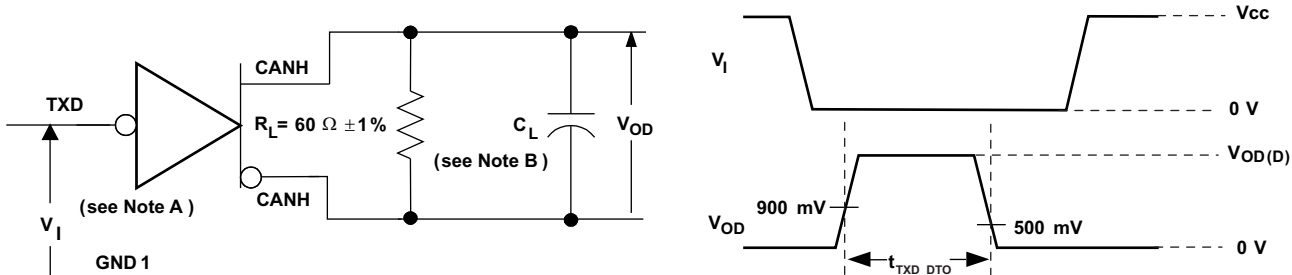 CANH
TXD
R_L= 60 Ω ±1%
C_L
V_OD
(see Note B )
CANH
(see Note A )
V_I
GND 1
Vcc
V_I
0 V
V_OD(D)
900 mV
500 mV
V_OD
0 V
t_TXD_DTO